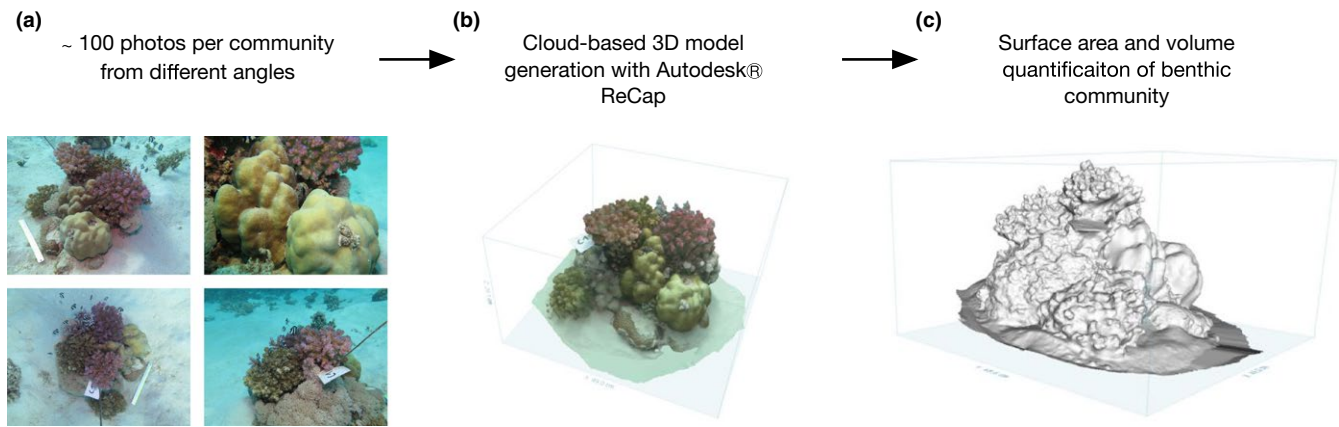 (a)
~ 100 photos per community
from different angles
(b)
Cloud-based 3D model
generation with Autodesk®
ReCap
(c)
Surface area and volume
quantificaiton of benthic
community